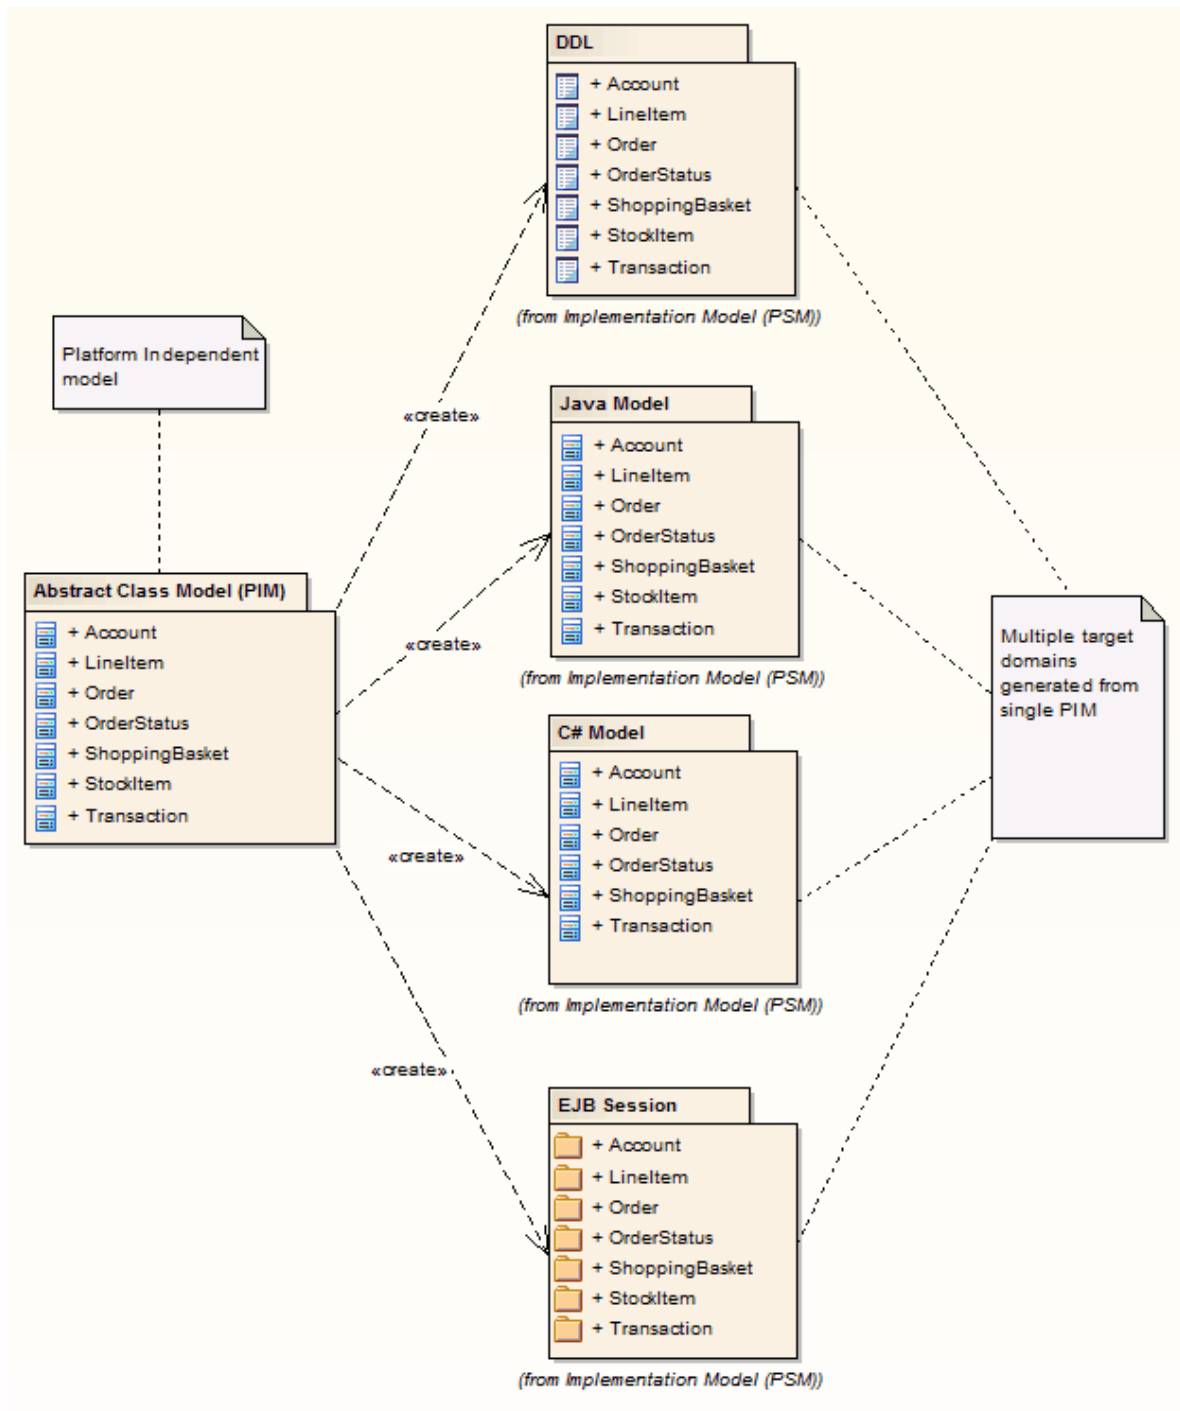 DDL
+ Account
+ LineItem
+ Order
+ OrderStatus
+ ShoppingBasket
+ StockItem
+ Transaction
(from Implementation Model (PSM))
Platform Independent
model
«create»
Java Model
+ Account
+ LineItem
+ Order
+ OrderStatus
+ ShoppingBasket
+ StockItem
+ Transaction
(from Implementation Model (PSM))
«create»
Abstract Class Model (PIM)
+ Account
+ LineItem
+ Order
+ OrderStatus
+ ShoppingBasket
+ StockItem
+ Transaction
Multiple target
domains
generated from
single PIM
C# Model
+ Account
+ LineItem
+ Order
+ OrderStatus
+ ShoppingBasket
+ Transaction
(from Implementation Model (PSM))
«create»
«create»
EJB Session
+ Account
+ LineItem
+ Order
+ OrderStatus
+ ShoppingBasket
+ StockItem
+ Transaction
(from Implementation Model (PSM))